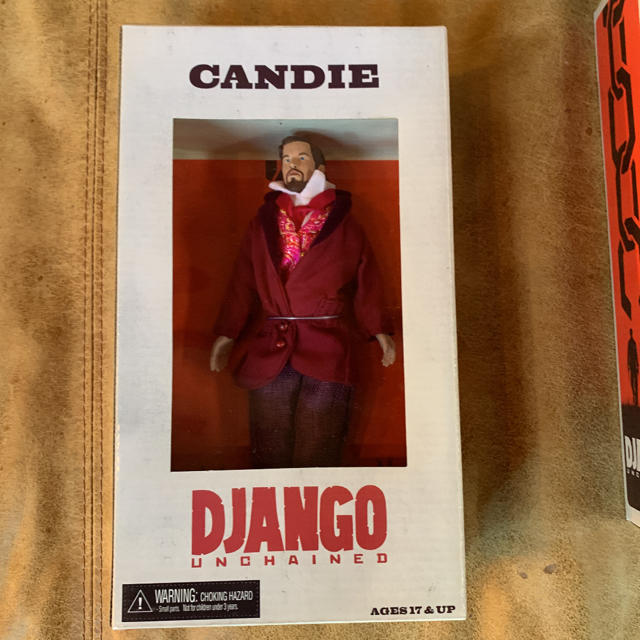 CANDIE
DJANGO
UNCHAINED
WARNING: CHOKING HAZARD
- Small parts. Not for children under 3 years.
AGES 17 & UP